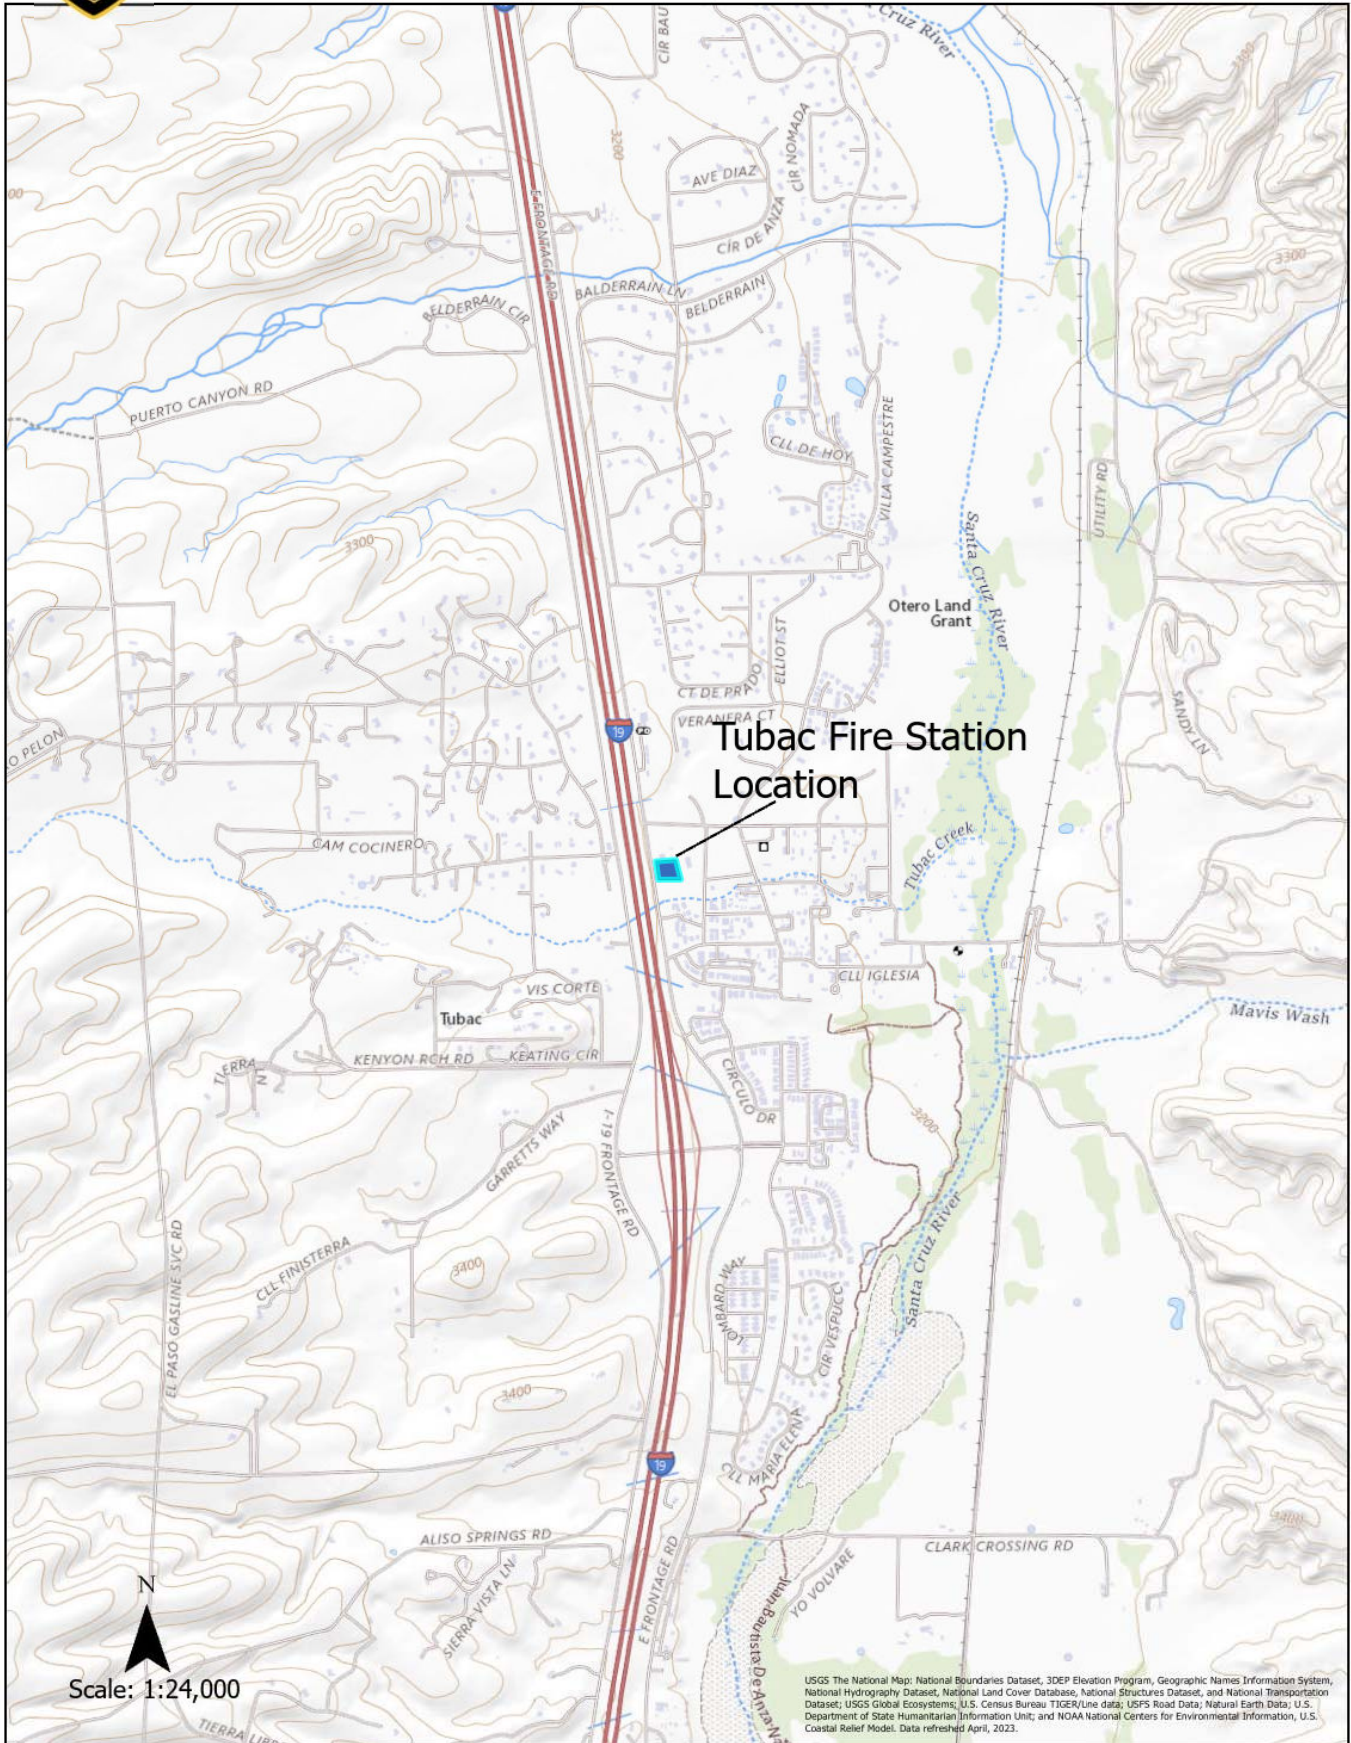 Cruz River
CIR BAU
3300
3200
CIR NOMADA
AVE DIAZ
00
E FRONTAGE RD
CIR DE ANZA
3300
BALDERRAIN LN
BELDERRAIN
BELDERRAIN CIR
PUERTO CANYON RD
VILLA CAMPESTRE
CLL DE HOY
UTILITY RD
Santa Cruz River
3300
Otero Land
Grant
ELLIOT ST
CT DE PRADO
SANDY LN
VERANERA CT
19
O PELON
Tubac Fire Station
Location
CAM COCINERO
Tubac Creek
CLL IGLESIA
VIS CORTE
Tubac
Mavis Wash
KENYON RCH RD
KEATING CIR
TIERRA
N
CIRCULO DR
3200
GARRETTS WAY
I-19 FRONTAGE RD
Santa Cruz River
EL PASO GASLINE SVC RD
CLL FINISTERRA
3400
LOMBARD WAY
CIR VESPUCCI
3400
CLL MARIA ELENA
19
3400
ALISO SPRINGS RD
CLARK CROSSING RD
SIERRA VISTA LN
E FRONTAGE RD
YO VOLVARE
Juan Bautista De Anza Na
N
Scale: 1:24,000
TIERRA LIBR
USGS The National Map: National Boundaries Dataset, 3DEP Elevation Program, Geographic Names Information System,
National Hydrography Dataset, National Land Cover Database, National Structures Dataset, and National Transportation
Dataset; USGS Global Ecosystems; U.S. Census Bureau TIGER/Line data; USFS Road Data; Natural Earth Data; U.S.
Department of State Humanitarian Information Unit; and NOAA National Centers for Environmental Information, U.S.
Coastal Relief Model. Data refreshed April, 2023.